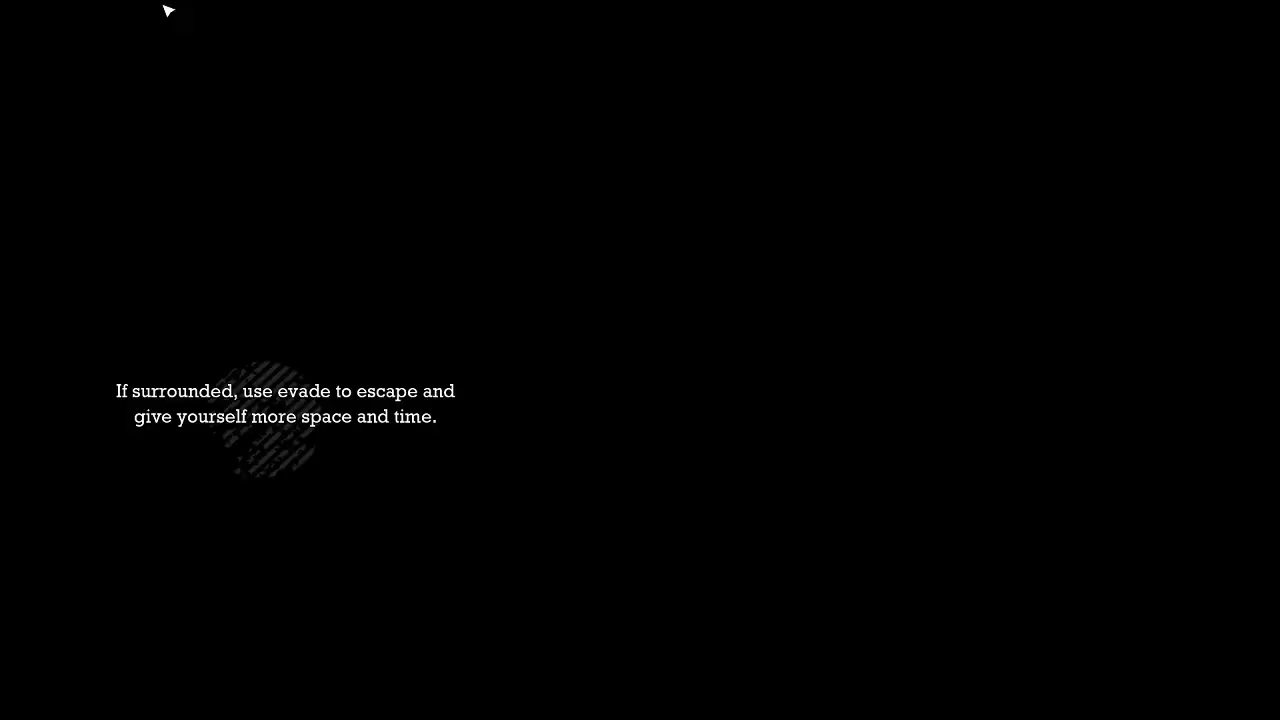 If surrounded, use evade to escape and
give yourself more space and time.